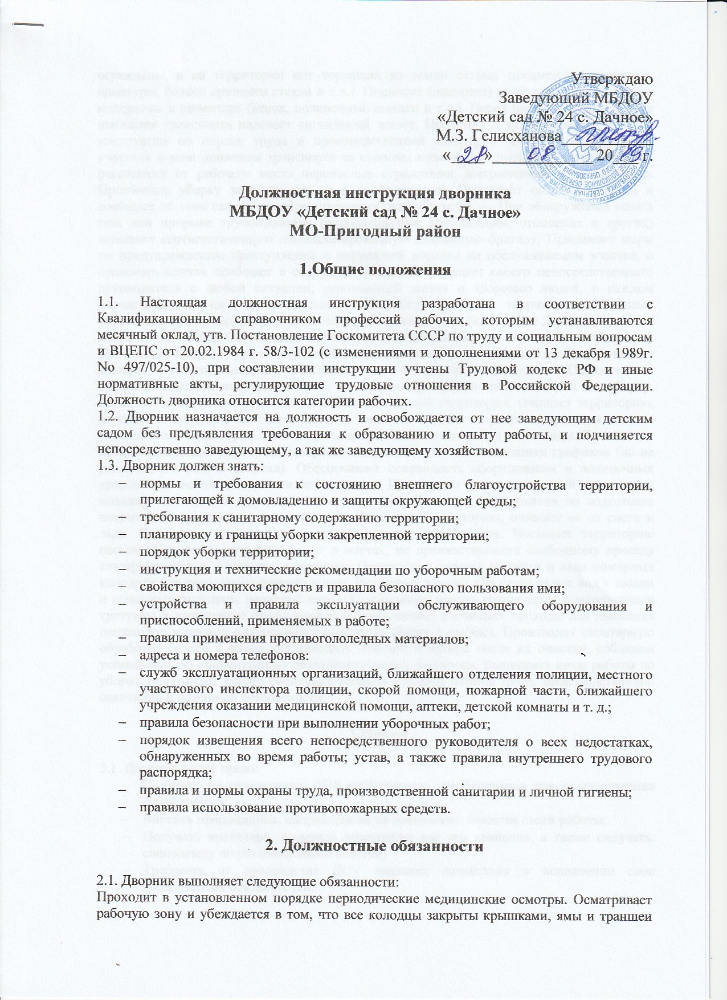 Утверждаю
Заведующий МБДОУ
«Детский сад № 24 с. Дачное»
М.З. Гелисханова
« 28 » 08 20 19 г.
Должностная инструкция дворника
МБДОУ «Детский сад № 24 с. Дачное»
МО-Пригодный район
1.Общие положения
1.1. Настоящая должностная инструкция разработана в соответствии с
Квалификационным справочником профессий рабочих, которым устанавливаются
месячный оклад, утв. Постановление Госкомитета СССР по труду и социальным вопросам
и ВЦЕПС от 20.02.1984 г. 58/3-102 (с изменениями и дополнениями от 13 декабря 1989г.
No 497/025-10), при составлении инструкции учтены Трудовой кодекс РФ и иные
нормативные акты, регулирующие трудовые отношения в Российской Федерации.
Должность дворника относится категории рабочих.
1.2. Дворник назначается на должность и освобождается от нее заведующим детским
садом без предъявления требования к образованию и опыту работы, и подчиняется
непосредственно заведующему, а так же заведующему хозяйством.
1.3. Дворник должен знать:
– нормы и требования к состоянию внешнего благоустройства территории,
прилегающей к домовладению и защиты окружающей среды;
– требования к санитарному содержанию территории;
– планировку и границы уборки закрепленной территории;
– порядок уборки территории;
– инструкция и технические рекомендации по уборочным работам;
– свойства моющихся средств и правила безопасного пользования ими;
– устройства и правила эксплуатации обслуживающего оборудования и
приспособлений, применяемых в работе;
– правила применения противогололедных материалов;
– адреса и номера телефонов:
– служб эксплуатационных организаций, ближайшего отделения полиции, местного
участкового инспектора полиции, скорой помощи, пожарной части, ближайшего
учреждения оказании медицинской помощи, аптеки, детской комнаты и т. д.;
– правила безопасности при выполнении уборочных работ;
– порядок извещения всего непосредственного руководителя о всех недостатках,
обнаруженных во время работы; устав, а также правила внутреннего трудового
распорядка;
– правила и нормы охраны труда, производственной санитарии и личной гигиены;
– правила использование противопожарных средств.
2. Должностные обязанности
2.1. Дворник выполняет следующие обязанности:
Проходит в установленном порядке периодические медицинские осмотры. Осматривает
рабочую зону и убеждается в том, что все колодцы закрыты крышками, ямы и траншеи